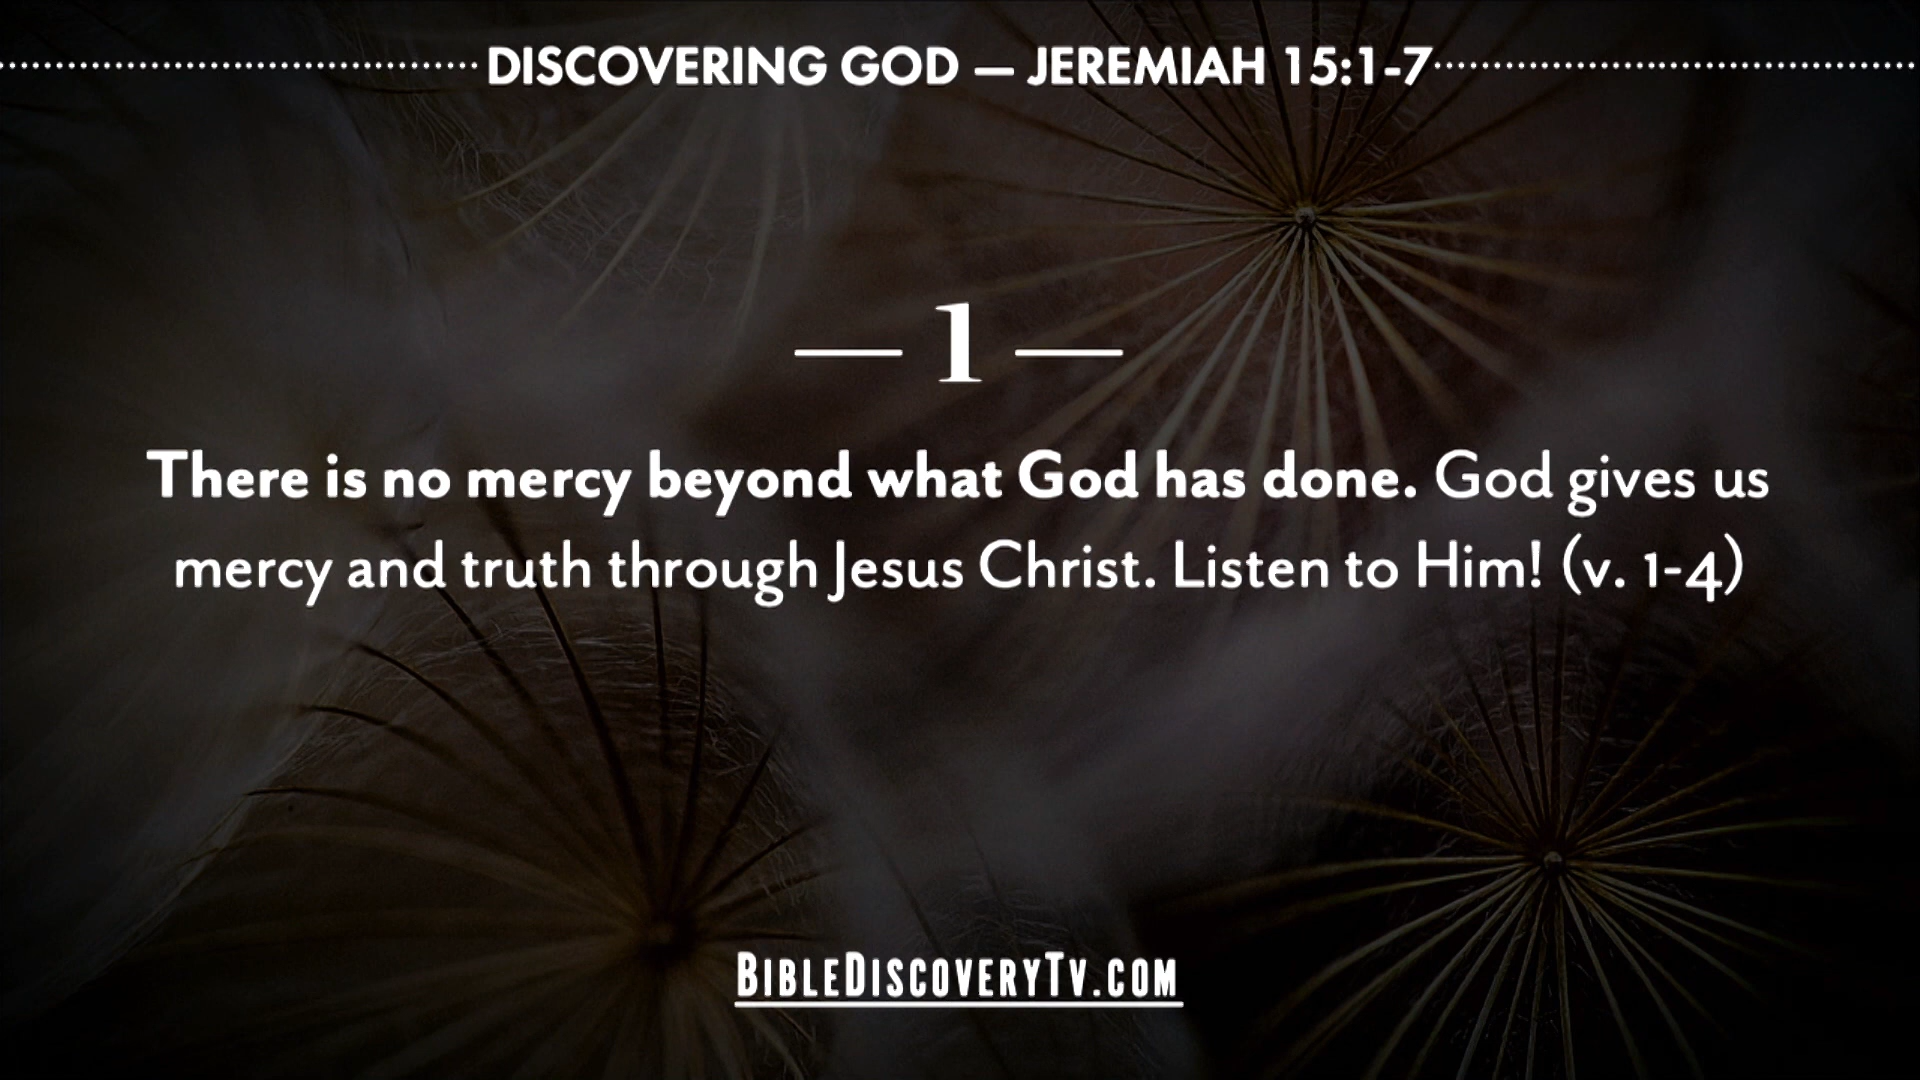 DISCOVERING GOD — JEREMIAH 15:1-7
— 1 —
There is no mercy beyond what God has done. God gives us
mercy and truth through Jesus Christ. Listen to Him! (v. 1-4)
BIBLEDISCOVERYTV.COM